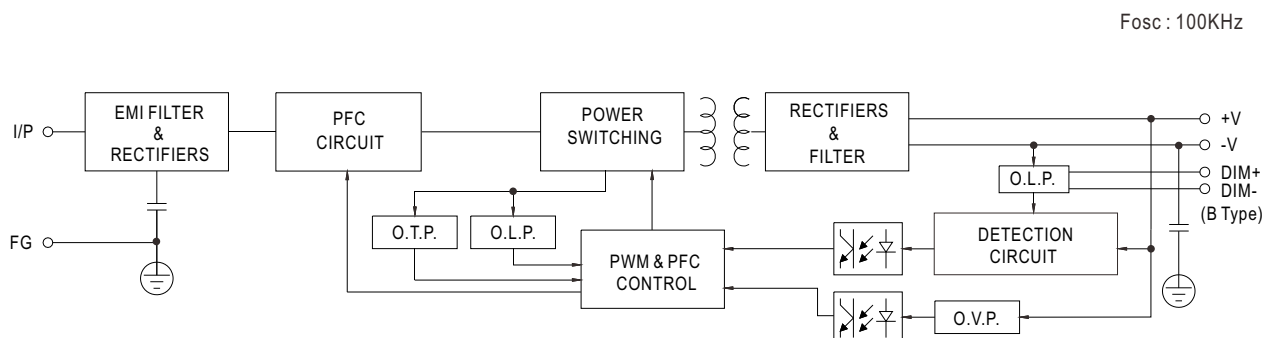 Fosc : 100KHz
I/P
EMI FILTER
&
RECTIFIERS
PFC
CIRCUIT
POWER
SWITCHING
RECTIFIERS
&
FILTER
+V
-V
O.L.P.
DIM+
DIM-
(B Type)
FG
O.T.P.
O.L.P.
PWM & PFC
CONTROL
DETECTION
CIRCUIT
O.V.P.